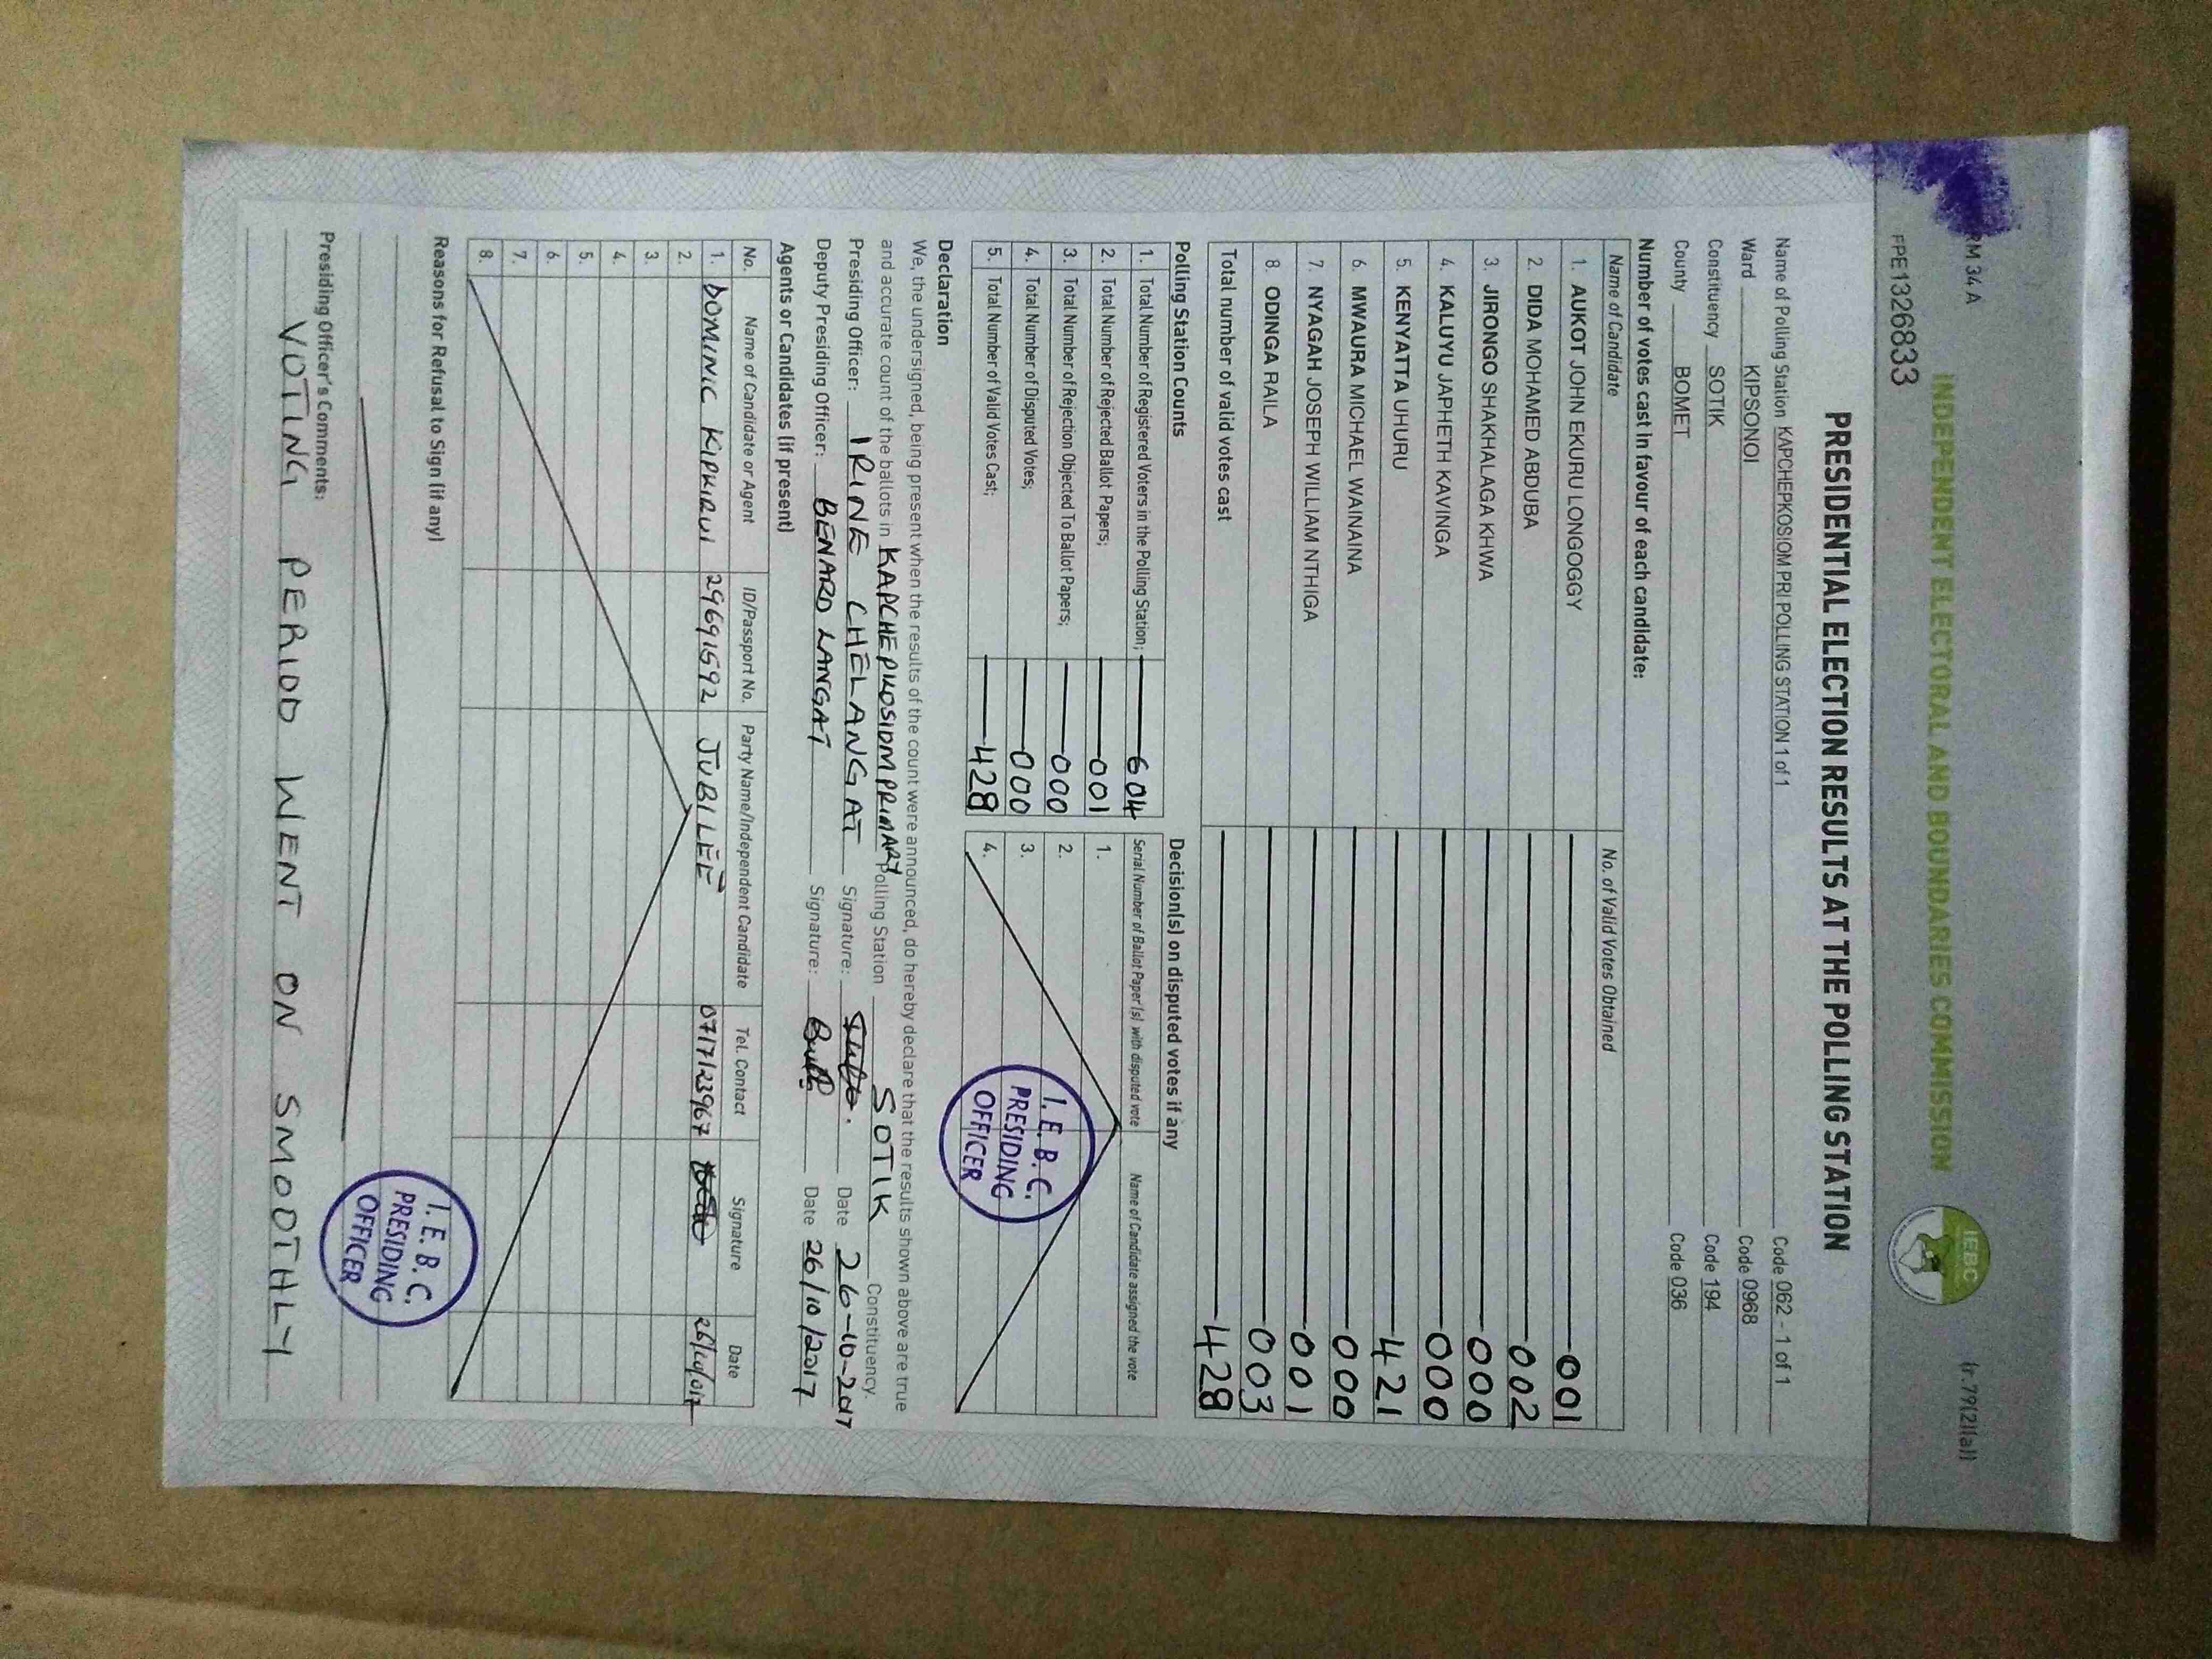 RM 34 A
(r.79(2)(a))
INDEPENDENT ELECTORAL AND BOUNDARIES COMMISSION
IEBC
FPE1326833
PRESIDENTIAL ELECTION RESULTS AT THE POLLING STATION
Name of Polling Station KAPCHEPKOSIOM PRI POLLING STATION 1 of 1 Code 062 - 1 of 1
Ward KIPSONOI Code 0968
Constituency SOTIK Code 194
County BOMET Code 036
Number of votes cast in favour of each candidate:
Name of Candidate No. of Valid Votes Obtained
1. AUKOT JOHN EKURU LONGOGGY 001
2. DIDA MOHAMED ABDUBA 002
3. JIRONGO SHAKHALAGA KHWA 000
4. KALUYU JAPHETH KAVINGA 000
5. KENYATTA UHURU 421
6. MWAURA MICHAEL WAINAINA 000
7. NYAGAH JOSEPH WILLIAM NTHIGA 001
8. ODINGA RAILA 003
Total number of valid votes cast 428
Polling Station Counts
1. Total Number of Registered Voters in the Polling Station; 604
2. Total Number of Rejected Ballot Papers; 001
3. Total Number of Rejection Objected To Ballot Papers; 000
4. Total Number of Disputed Votes; 000
5. Total Number of Valid Votes Cast; 428
Decision(s) on disputed votes if any
Serial Number of Ballot Paper(s) with disputed vote Name of Candidate assigned the vote
1.
2.
3.
4.
I.E.B.C.
PRESIDING
OFFICER
Declaration
We, the undersigned, being present when the results of the count were announced, do hereby declare that the results shown above are true
and accurate count of the ballots in KAPCHEPKOSIOM PRIMARY Polling Station SOTIK Constituency.
Presiding Officer: IRINE CHELANGAT Signature: Date 26-10-2017
Deputy Presiding Officer: BENARD LANGAT Signature: Date 26/10/2017
Agents or Candidates (if present)
No. Name of Candidate or Agent ID/Passport No. Party Name/Independent Candidate Tel. Contact Signature Date
1. DOMINIC KIPKIRUI 29691592 JUBILEE 0717123967
2.
3.
4.
5.
6.
7.
8.
Reasons for Refusal to Sign (if any)
I.E.B.C.
PRESIDING
OFFICER
Presiding Officer's Comments:
VOTING PERIOD WENT ON SMOOTHLY